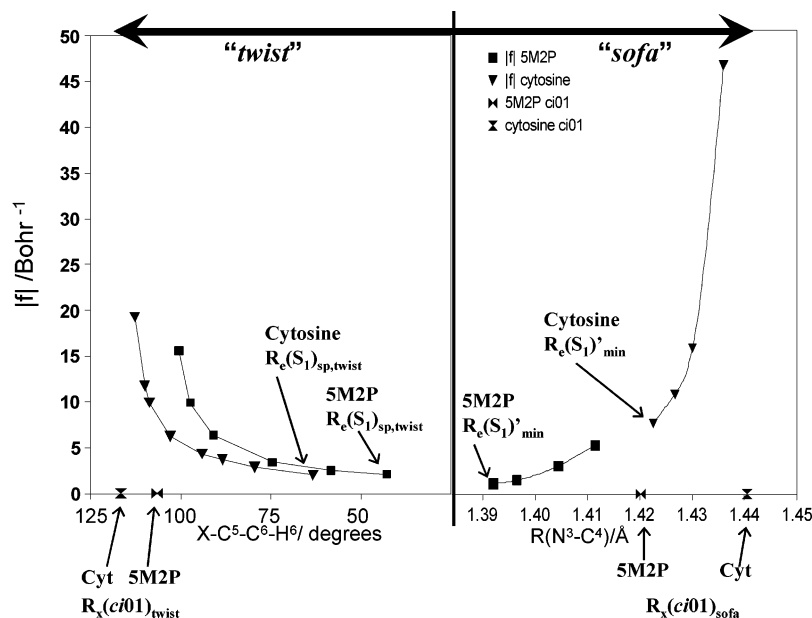 “twist”
“sofa”
50
45
40
35
30
25
20
15
10
5
0
|f| /Bohr -1
|f| 5M2P
|f| cytosine
5M2P ci01
cytosine ci01
Cytosine
Re(S1)sp,twist
5M2P
Re(S1)sp,twist
Cytosine
Re(S1)’min
5M2P
Re(S1)’min
125 100 75 50
1.39 1.40 1.41 1.42 1.43 1.44 1.45
X-C5-C6-H6/ degrees
R(N3-C4)/Å
Cyt 5M2P
Rx(ci01)twist
5M2P Cyt
Rx(ci01)sofa